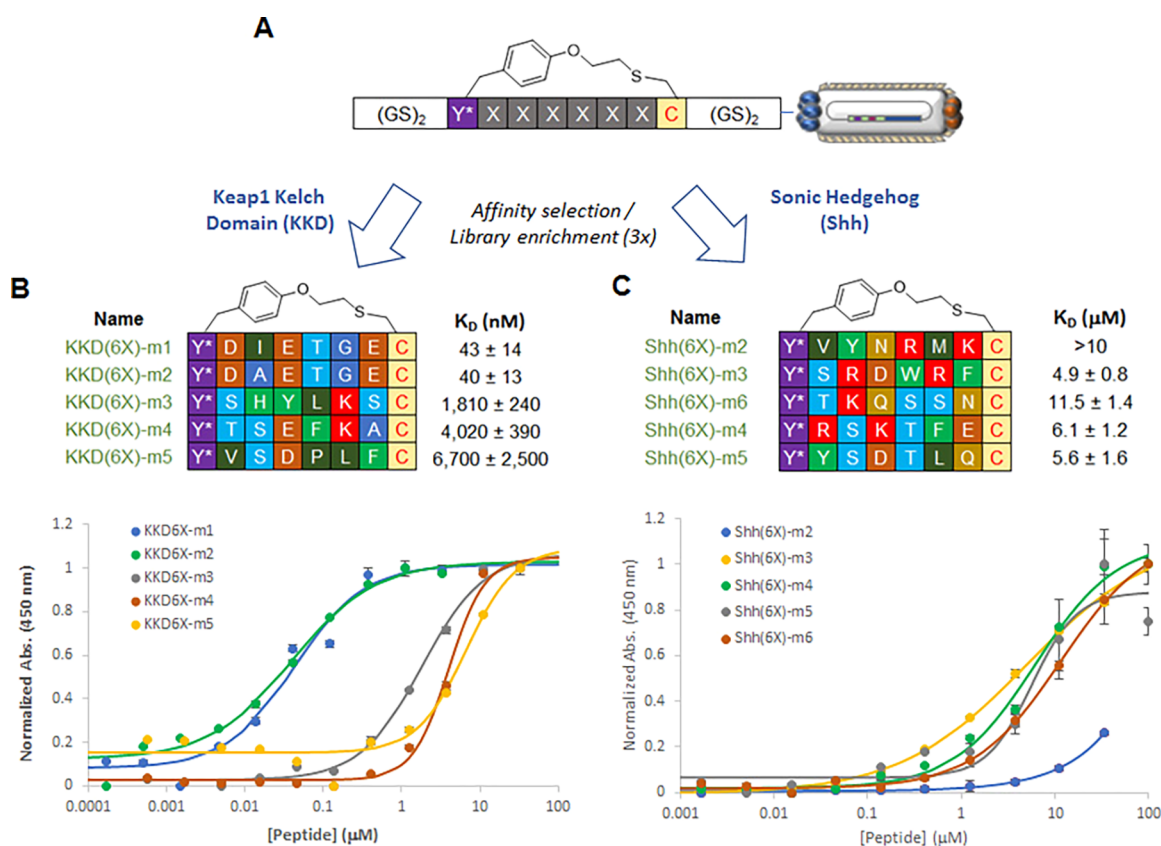 A
O
S
(GS)2 Y* X X X X X X C (GS)2
Keap1 Kelch
Domain (KKD)
Affinity selection /
Library enrichment (3x)
Sonic Hedgehog
(Shh)
B
O
S
Name KD (nM)
KKD(6X)-m1 Y* D I E T G E C 43 ± 14
KKD(6X)-m2 Y* D A E T G E C 40 ± 13
KKD(6X)-m3 Y* S H Y L K S C 1,810 ± 240
KKD(6X)-m4 Y* T S E F K A C 4,020 ± 390
KKD(6X)-m5 Y* V S D P L F C 6,700 ± 2,500
C
O
S
Name KD (μM)
Shh(6X)-m2 Y* V Y N R M K C >10
Shh(6X)-m3 Y* S R D W R F C 4.9 ± 0.8
Shh(6X)-m6 Y* T K Q S S N C 11.5 ± 1.4
Shh(6X)-m4 Y* R S K T F E C 6.1 ± 1.2
Shh(6X)-m5 Y* Y S D T L Q C 5.6 ± 1.6
Normalized Abs. (450 nm)
1.2
1
0.8
0.6
0.4
0.2
0
KKD6X-m1
KKD6X-m2
KKD6X-m3
KKD6X-m4
KKD6X-m5
0.0001 0.01 0.1 1 10 100
[Peptide] (μM)
Normalized Abs. (450 nm)
1.2
1
0.8
0.6
0.4
0.2
0
Shh(6X)-m2
Shh(6X)-m3
Shh(6X)-m4
Shh(6X)-m5
Shh(6X)-m6
0.001 0.01 0.1 1 10 100
[Peptide] (μM)